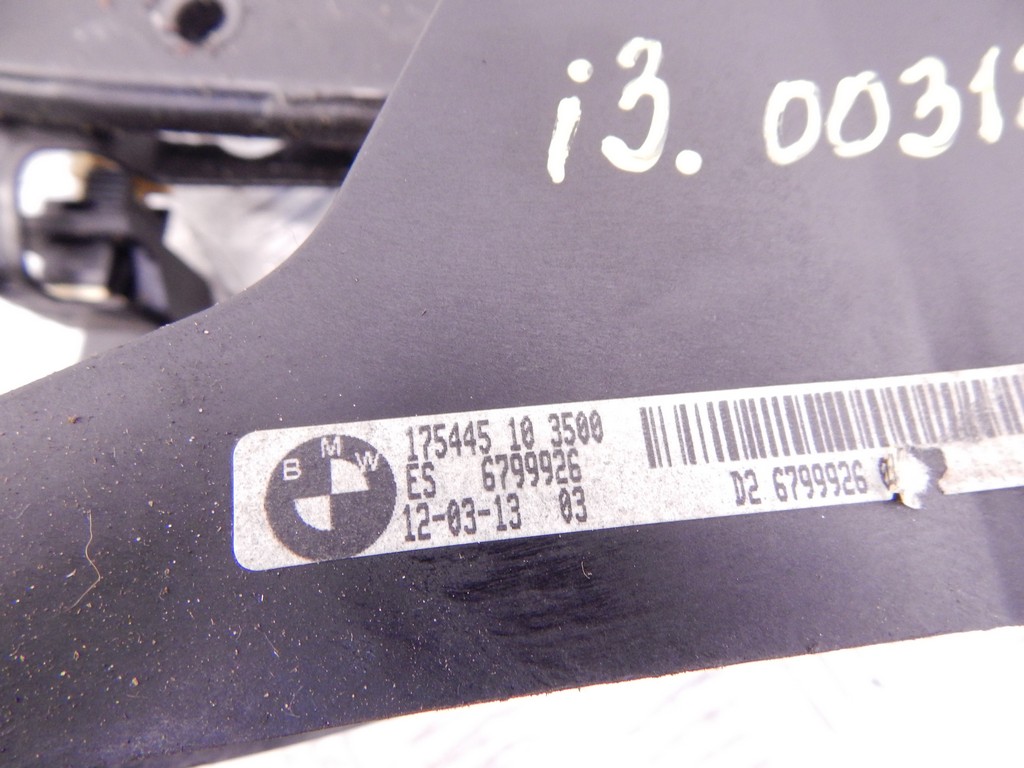 i3. 0031
BMW
175445 10 3500
ES 6799926
12-03-13 03
D2 6799926